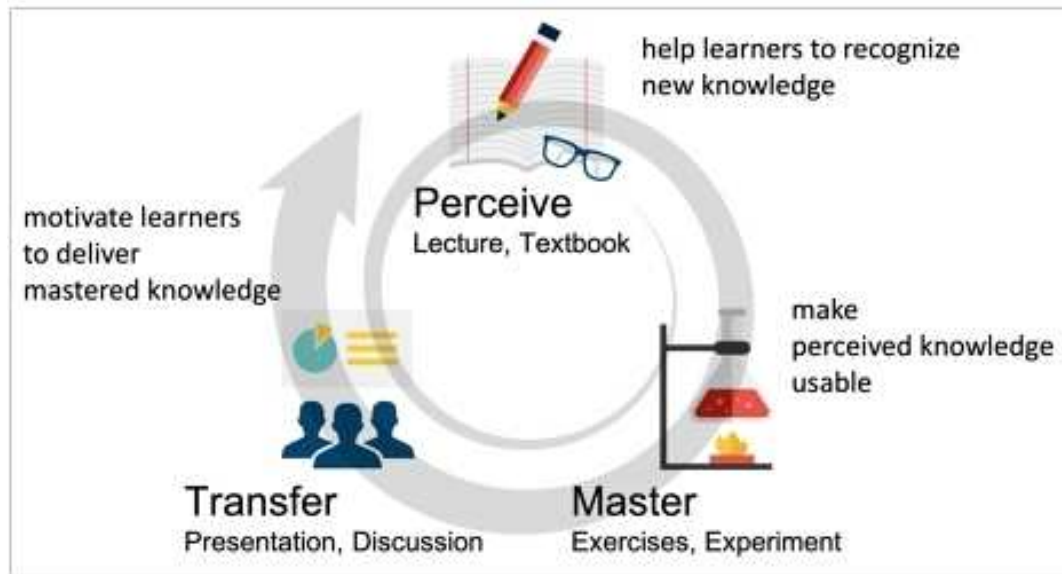 help learners to recognize
new knowledge
Perceive
Lecture, Textbook
motivate learners
to deliver
mastered knowledge
make
perceived knowledge
usable
Transfer
Presentation, Discussion
Master
Exercises, Experiment